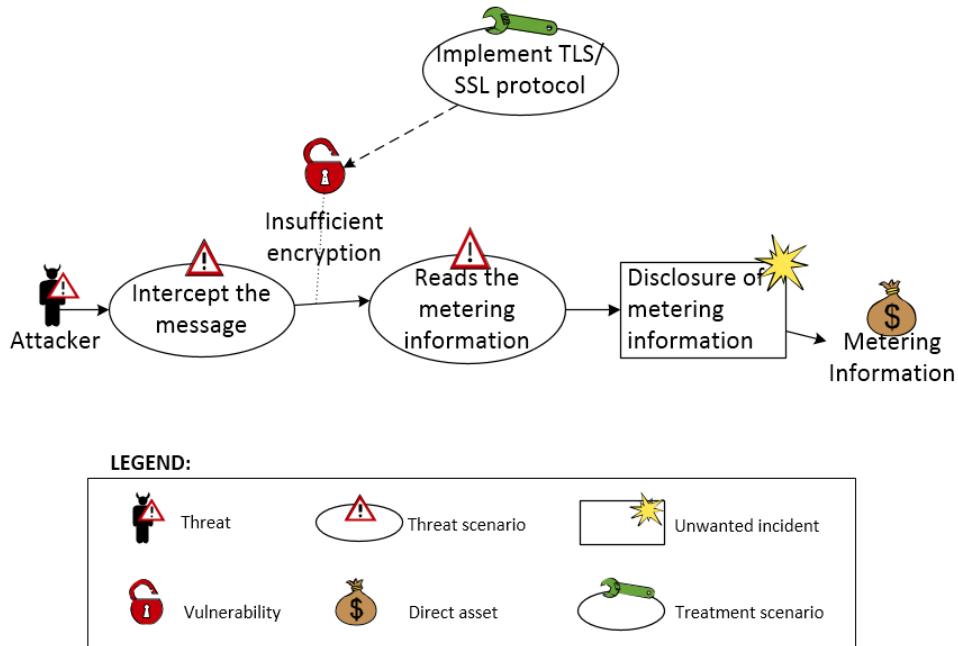 Implement TLS/
SSL protocol
Insufficient
encryption
Attacker
Intercept the
message
Reads the
metering
information
Disclosure of
metering
information
$
Metering
Information
LEGEND:
Threat
Threat scenario
Unwanted incident
Vulnerability
$
Direct asset
Treatment scenario